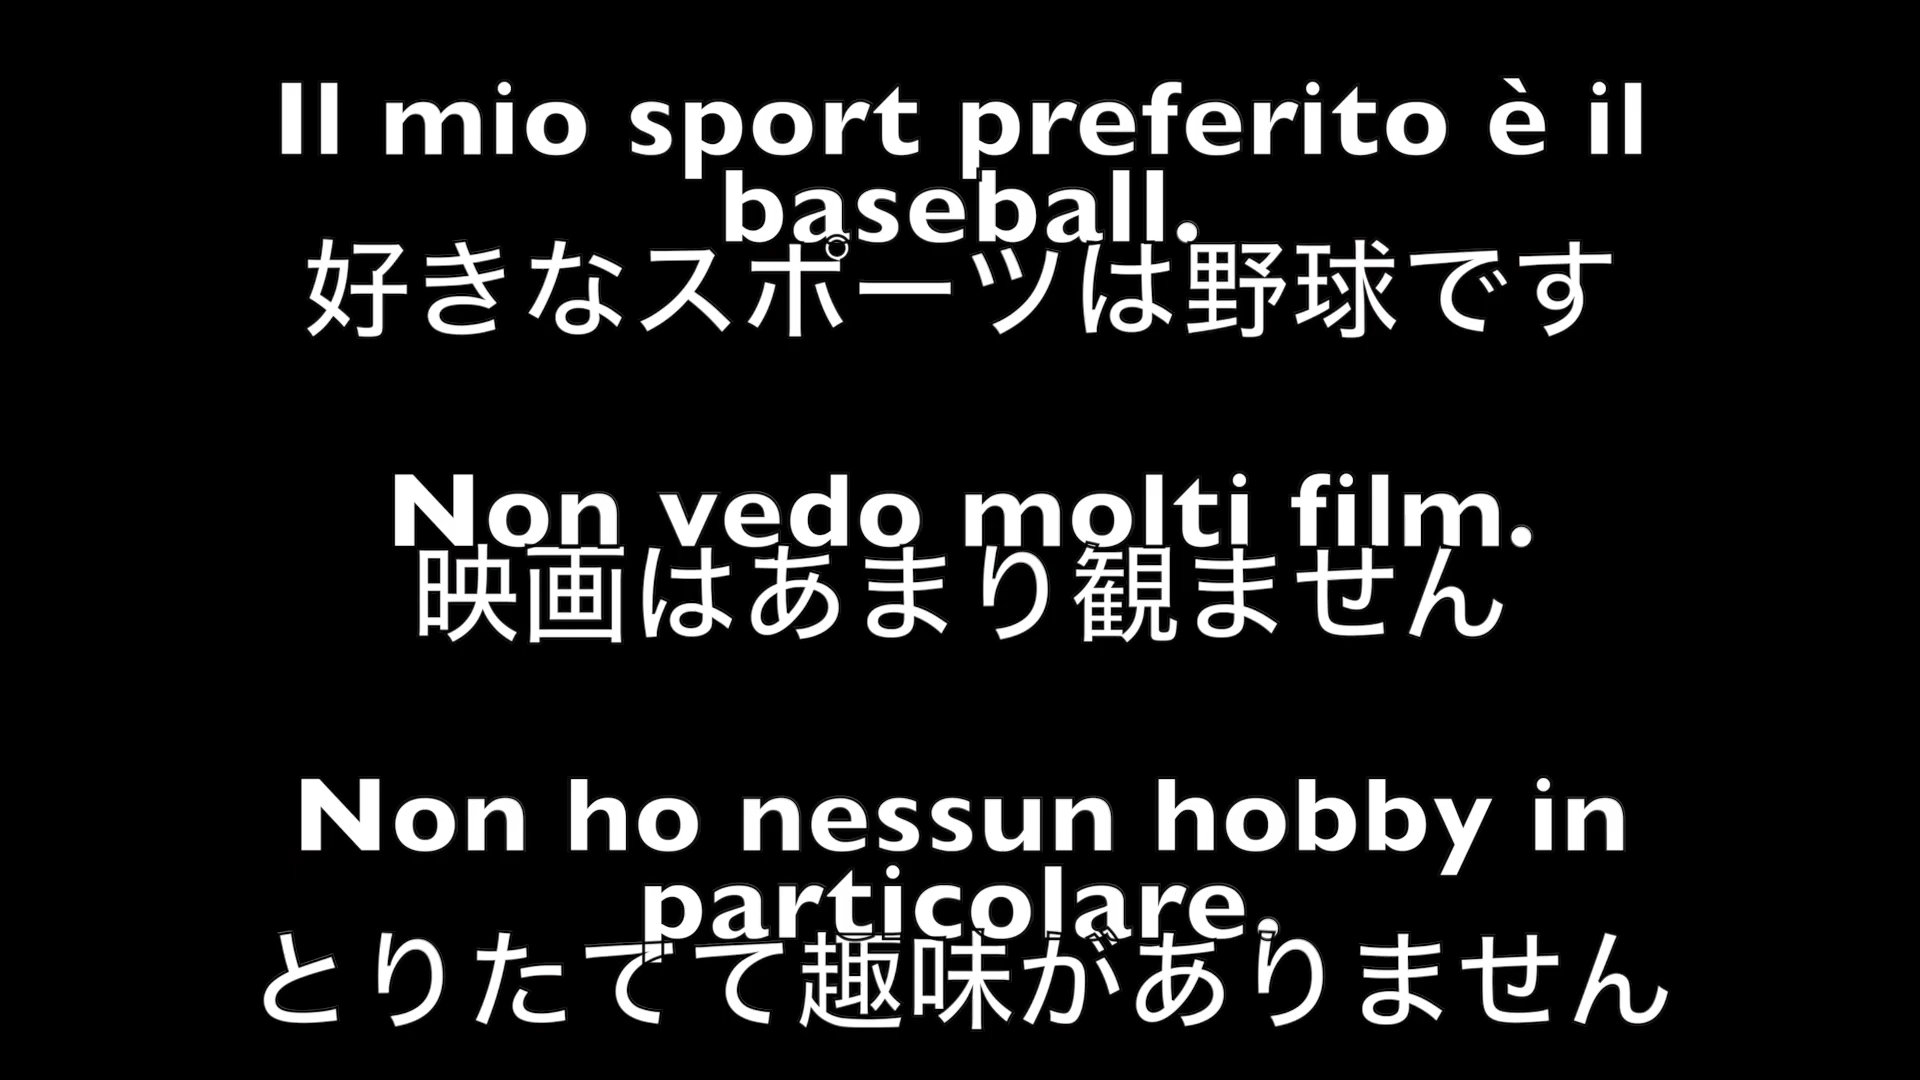 Il mio sport preferito è il
baseball.
好きなスポーツは野球です
Non vedo molti film.
映画はあまり観ません
Non ho nessun hobby in
particolare.
とりたてて趣味がありません